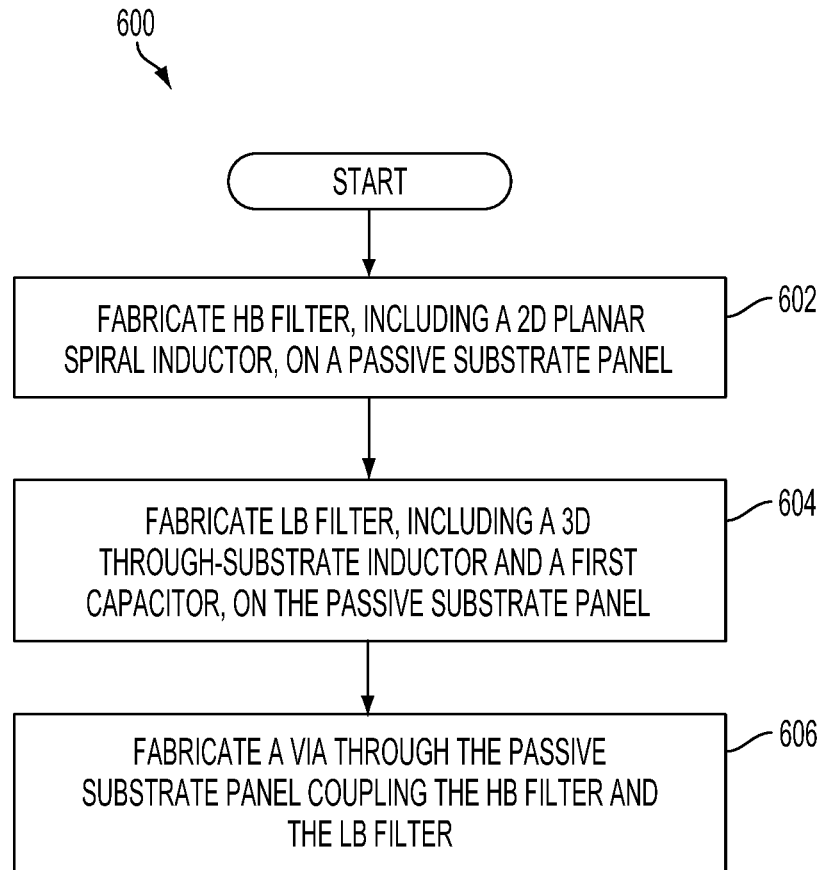 600
START
FABRICATE HB FILTER, INCLUDING A 2D PLANAR
SPIRAL INDUCTOR, ON A PASSIVE SUBSTRATE PANEL
602
FABRICATE LB FILTER, INCLUDING A 3D
THROUGH-SUBSTRATE INDUCTOR AND A FIRST
CAPACITOR, ON THE PASSIVE SUBSTRATE PANEL
604
FABRICATE A VIA THROUGH THE PASSIVE
SUBSTRATE PANEL COUPLING THE HB FILTER AND
THE LB FILTER
606